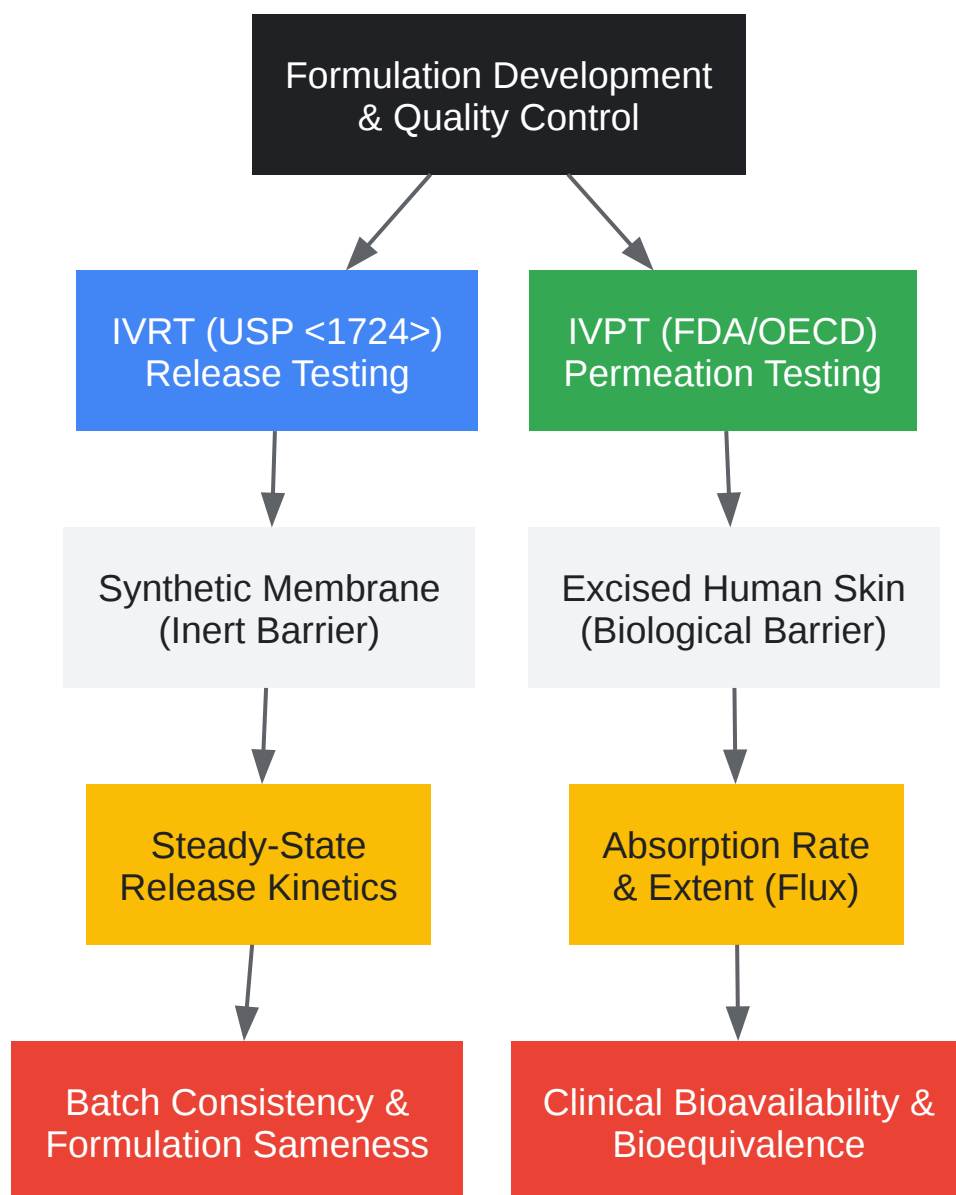 Formulation Development
& Quality Control
IVRT (USP <1724>)
Release Testing
IVPT (FDA/OECD)
Permeation Testing
Synthetic Membrane
(Inert Barrier)
Excised Human Skin
(Biological Barrier)
Steady-State
Release Kinetics
Absorption Rate
& Extent (Flux)
Batch Consistency &
Formulation Sameness
Clinical Bioavailability &
Bioequivalence